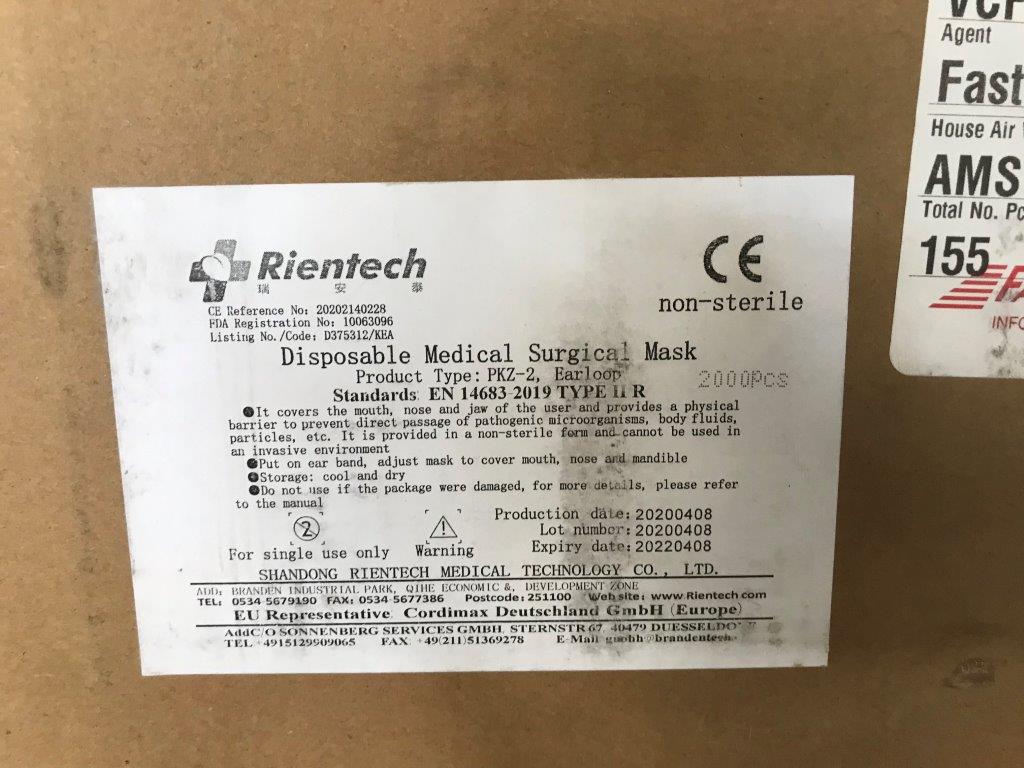 Agent
Fast
House Air
AMS
Total No. Pc
155
INFO
Rientech
瑞 安 泰
CE
non-sterile
CE Reference No: 20202140228
FDA Registration No: 10063096
Listing No./Code: D375312/KEA
Disposable Medical Surgical Mask
Product Type: PKZ-2, Earloop
2000Pcs
Standards: EN 14683-2019 TYPE II R
●It covers the mouth, nose and jaw of the user and provides a physical
barrier to prevent direct passage of pathogenic microorganisms, body fluids,
particles, etc. It is provided in a non-sterile form and cannot be used in
an invasive environment
●Put on ear band, adjust mask to cover mouth, nose and mandible
●Storage: cool and dry
●Do not use if the package were damaged, for more details, please refer
to the manual
2
For single use only
Warning
Production date: 20200408
Lot number: 20200408
Expiry date: 20220408
SHANDONG RIENTECH MEDICAL TECHNOLOGY CO., LTD.
ADD: BRANDEN INDUSTRIAL PARK, QIHE ECONOMIC &. DEVELOPMENT ZONE
TEL: 0534-5679190 FAX: 0534-5677386 Postcode: 251100 Web site: www.Rientech.com
EU Representative: Cordimax Deutschland GmbH (Europe)
Add:C/O SONNENBERG SERVICES GMBH, STERNSTR 67, 40479
TEL +4915129909065 FAX +49(211)51369278 E-Mail